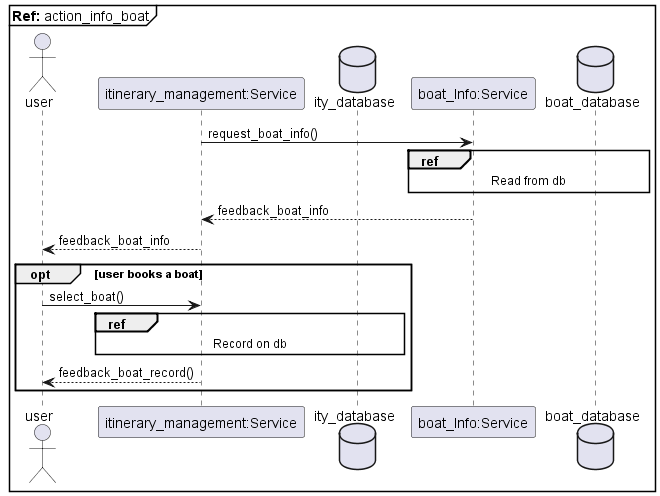 Ref: action_info_boat
user
itinerary_management:Service
ity_database
boat_Info:Service
boat_database
request_boat_info()
ref
Read from db
feedback_boat_info
feedback_boat_info
opt
[user books a boat]
select_boat()
ref
Record on db
feedback_boat_record()
user
itinerary_management:Service
ity_database
boat_Info:Service
boat_database